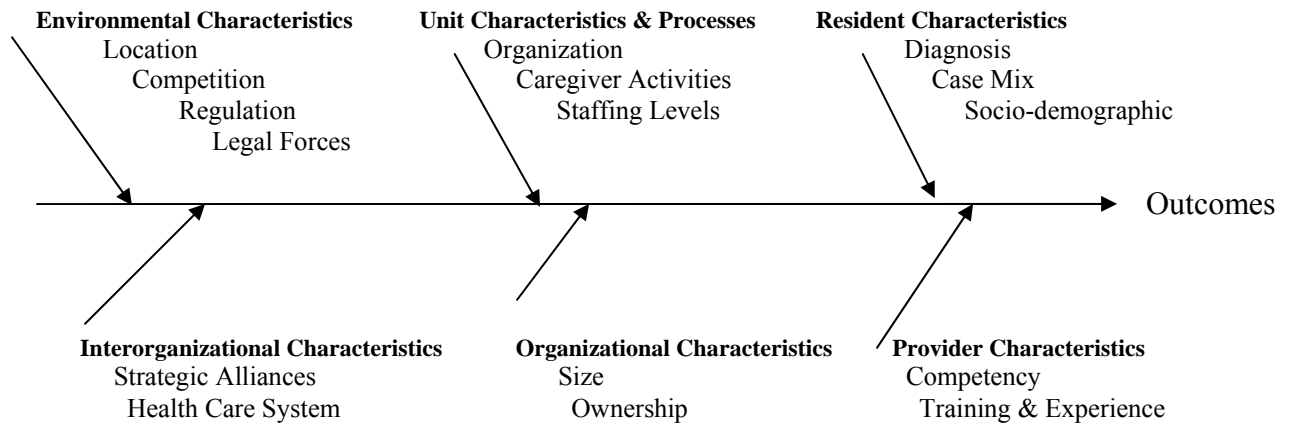 Environmental Characteristics
Location
Competition
Regulation
Legal Forces
Unit Characteristics & Processes
Organization
Caregiver Activities
Staffing Levels
Resident Characteristics
Diagnosis
Case Mix
Socio-demographic
Outcomes
Interorganizational Characteristics
Strategic Alliances
Health Care System
Organizational Characteristics
Size
Ownership
Provider Characteristics
Competency
Training & Experience